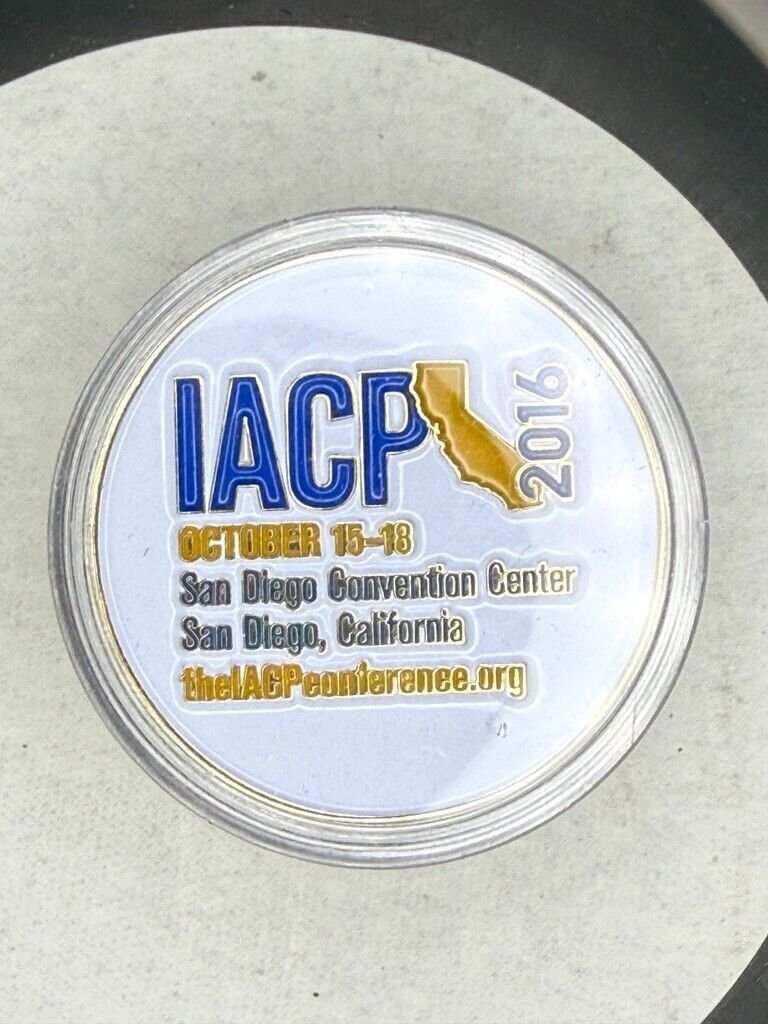 IACP 2016
OCTOBER 15-18
San Diego Convention Center
San Diego, California
theIACPconference.org